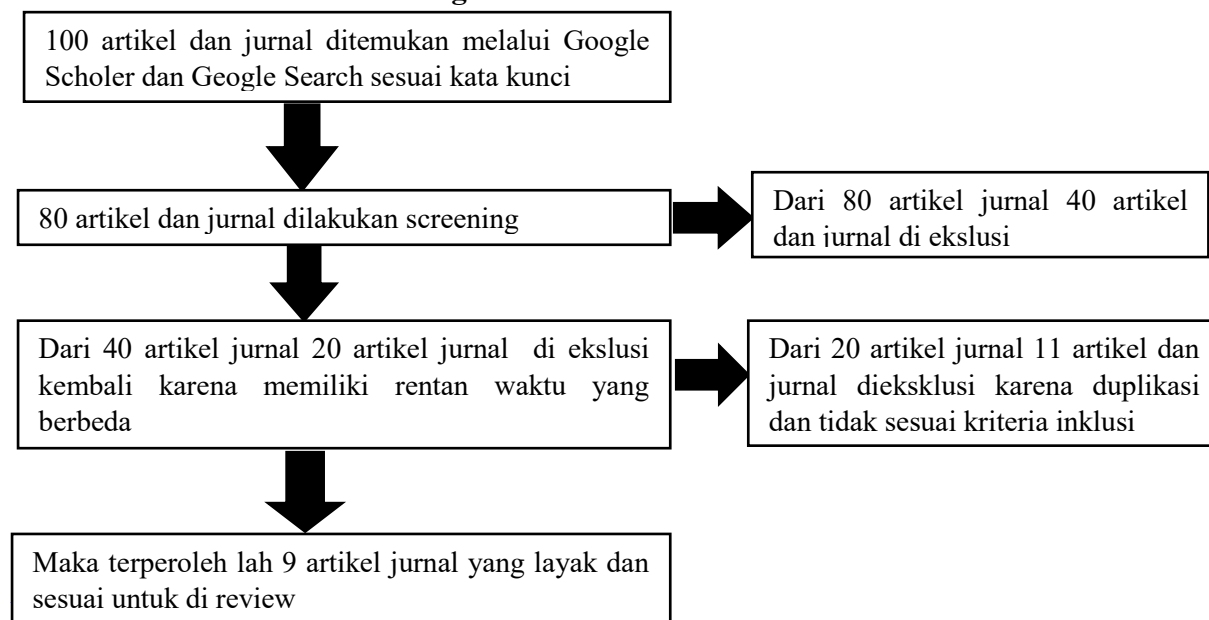 100 artikel dan jurnal ditemukan melalui Google
Scholer dan Geogle Search sesuai kata kunci
80 artikel dan jurnal dilakukan screening
Dari 80 artikel jurnal 40 artikel
dan jurnal di ekslusi
Dari 40 artikel jurnal 20 artikel jurnal di ekslusi
kembali karena memiliki rentan waktu yang
berbeda
Dari 20 artikel jurnal 11 artikel dan
jurnal dieksklusi karena duplikasi
dan tidak sesuai kriteria inklusi
Maka terperoleh lah 9 artikel jurnal yang layak dan
sesuai untuk di review